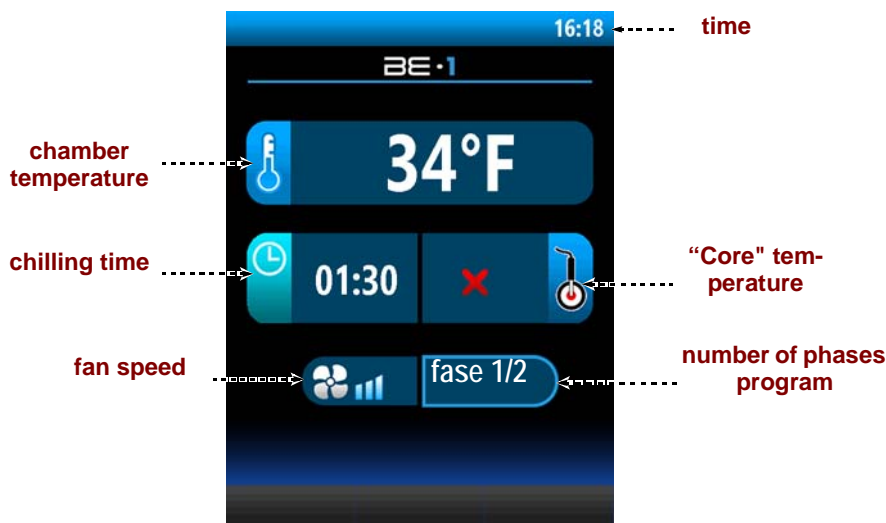 16:18
time
BE·1
chamber
temperature
34°F
chilling time
01:30
“Core" tem-
perature
fan speed
fase 1/2
number of phases
program